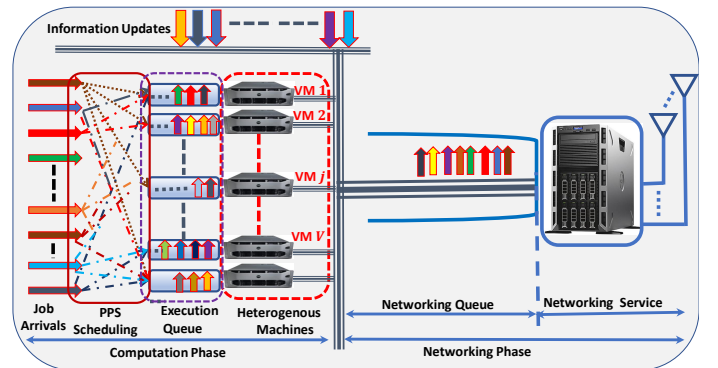 Information Updates
VM 1
VM 2
VM j
VM V
Job
Arrivals
PPS
Scheduling
Execution
Queue
Heterogenous
Machines
Networking Queue
Networking Service
Computation Phase
Networking Phase